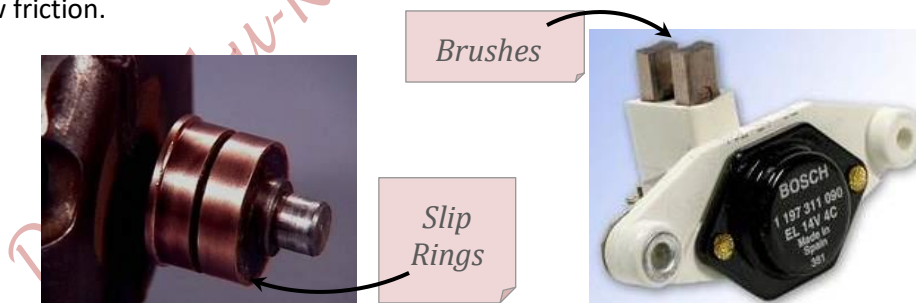 w friction.
Brushes
Slip
Rings
BOSCH
1 197 311 090
EL 14V 4C
Made in
Spain
381